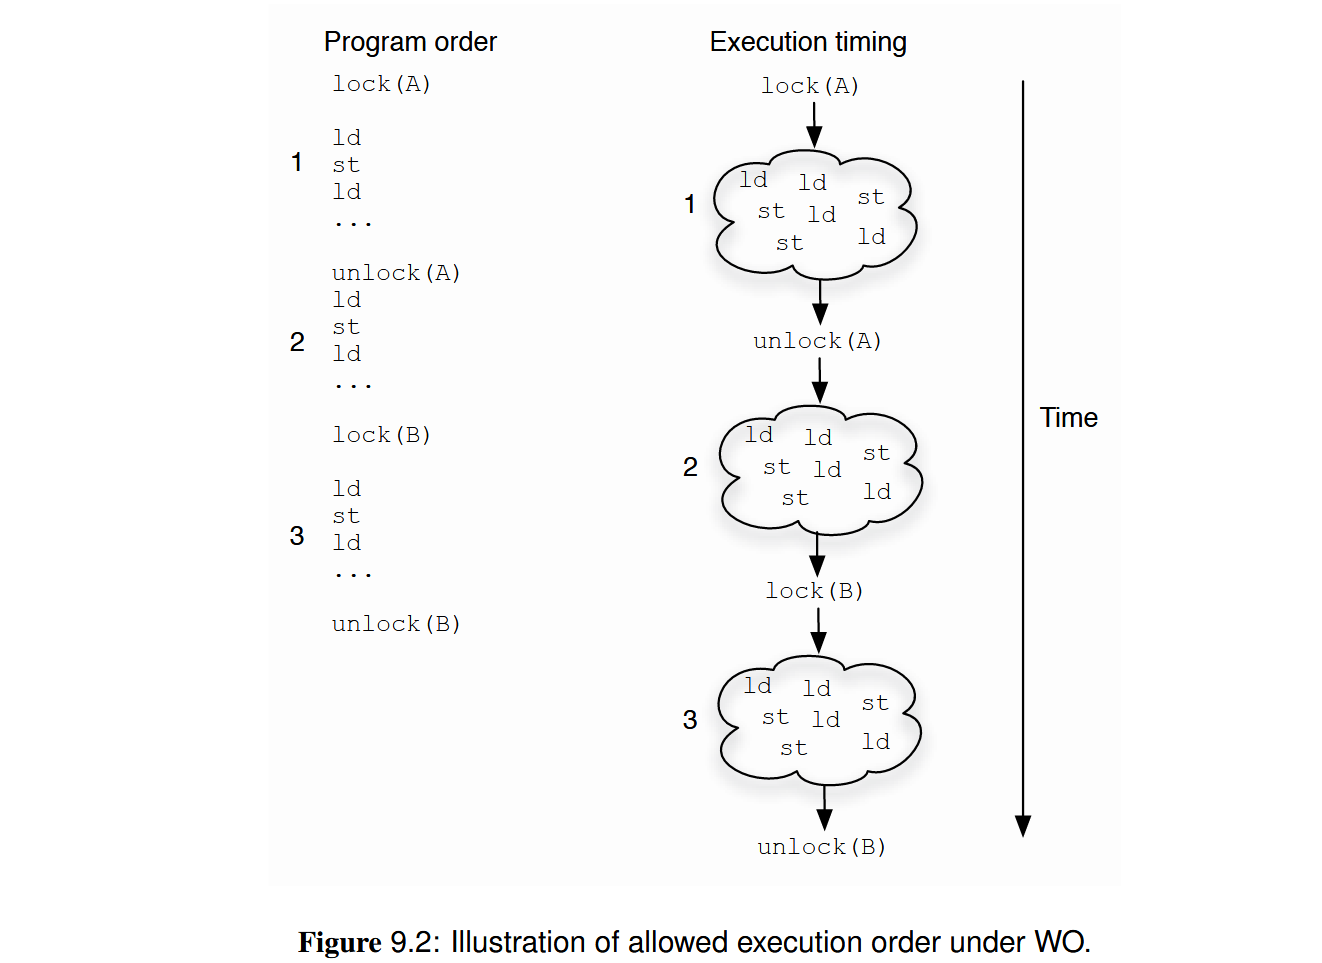 Program order
lock(A)
ld
st
1
ld
...
unlock(A)
ld
st
2
ld
...
lock(B)
ld
st
3
ld
...
unlock(B)
Execution timing
lock(A)
ld ld st
1
st ld
st ld
unlock(A)
ld ld st
2
st ld
st ld
lock(B)
ld ld st
3
st ld
st ld
unlock(B)
Time
Figure 9.2: Illustration of allowed execution order under WO.